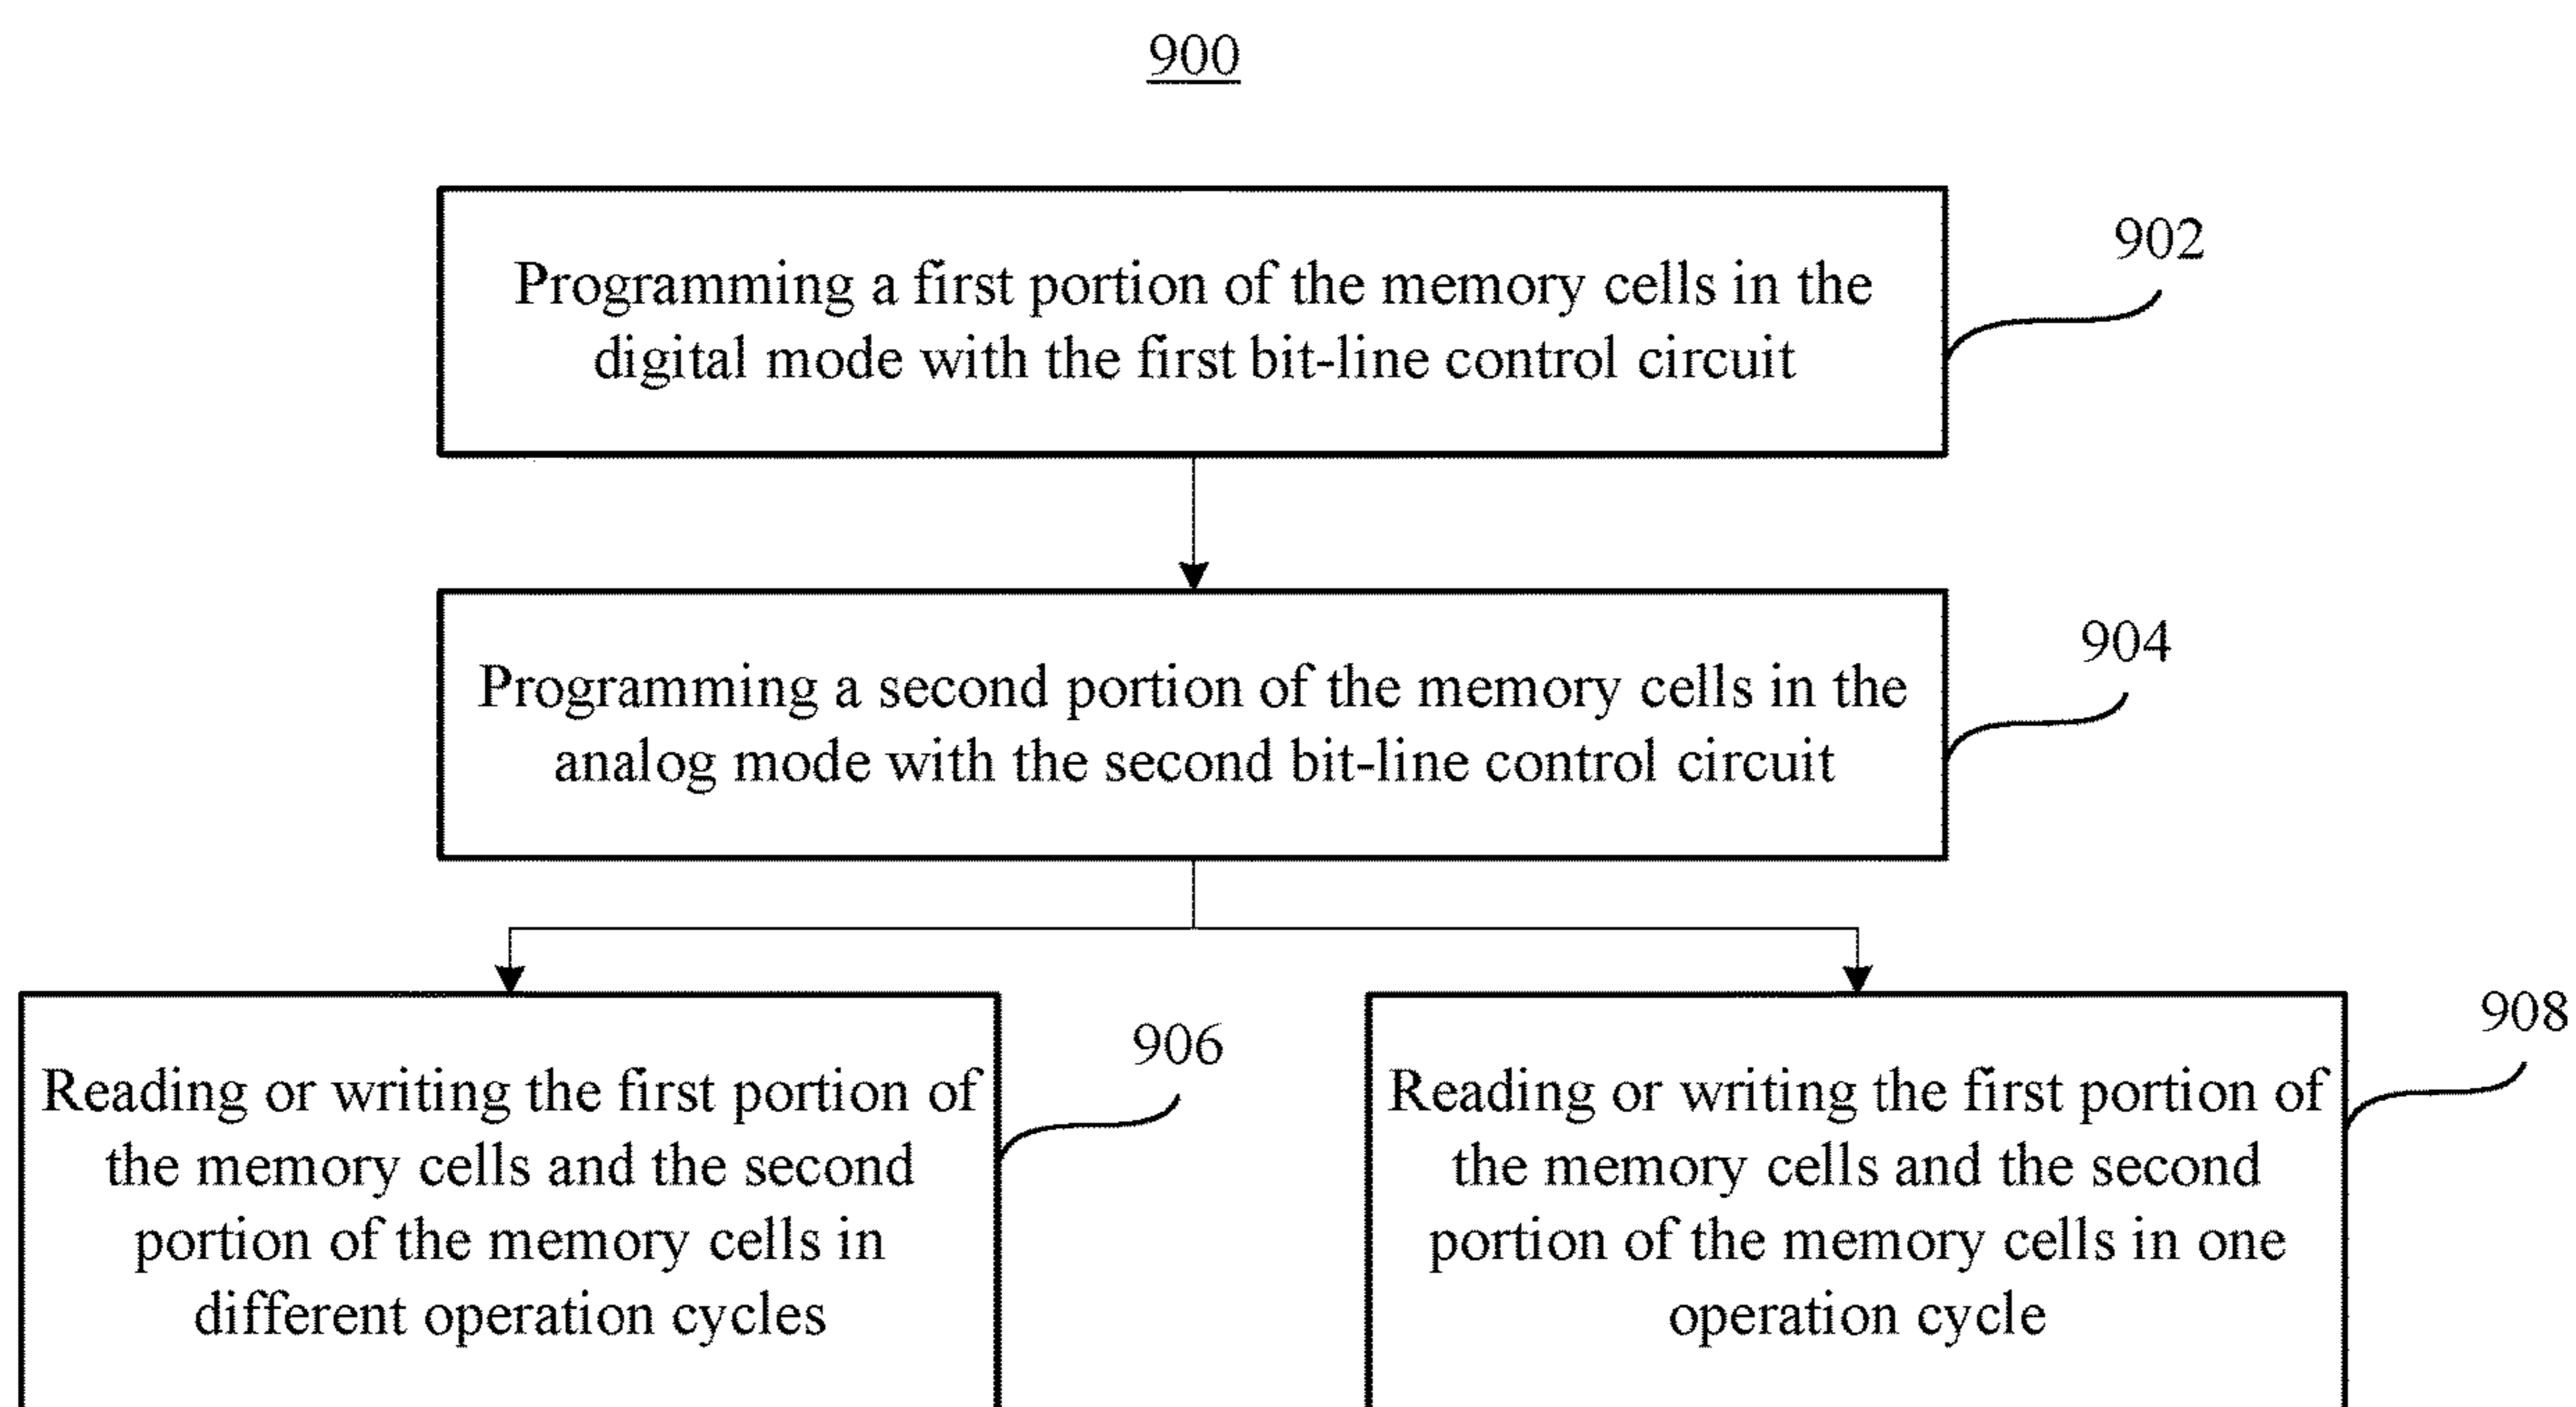 900
Programming a first portion of the memory cells in the
digital mode with the first bit-line control circuit
902
Programming a second portion of the memory cells in the
analog mode with the second bit-line control circuit
904
Reading or writing the first portion of
the memory cells and the second
portion of the memory cells in
different operation cycles
906
Reading or writing the first portion of
the memory cells and the second
portion of the memory cells in one
operation cycle
908